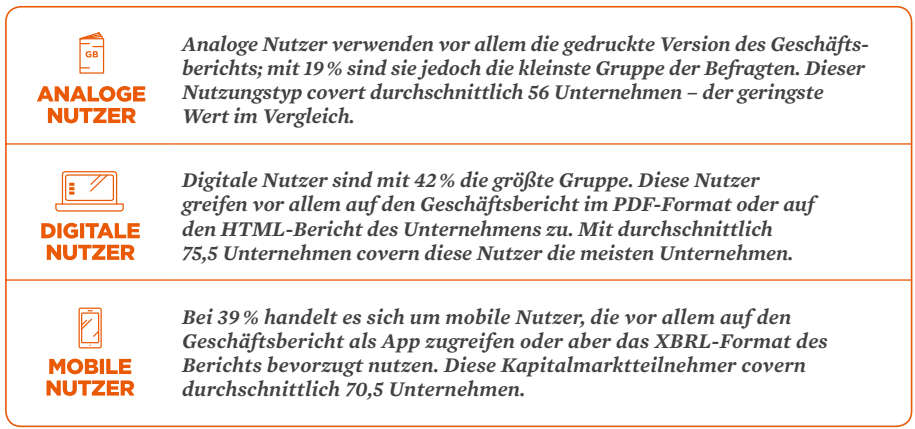 GB
ANALOGE
NUTZER
Analoge Nutzer verwenden vor allem die gedruckte Version des Geschäfts-
berichts; mit 19 % sind sie jedoch die kleinste Gruppe der Befragten. Dieser
Nutzungstyp covert durchschnittlich 56 Unternehmen – der geringste
Wert im Vergleich.
DIGITALE
NUTZER
Digitale Nutzer sind mit 42 % die größte Gruppe. Diese Nutzer
greifen vor allem auf den Geschäftsbericht im PDF-Format oder auf
den HTML-Bericht des Unternehmens zu. Mit durchschnittlich
75,5 Unternehmen covern diese Nutzer die meisten Unternehmen.
MOBILE
NUTZER
Bei 39 % handelt es sich um mobile Nutzer, die vor allem auf den
Geschäftsbericht als App zugreifen oder aber das XBRL-Format des
Berichts bevorzugt nutzen. Diese Kapitalmarktteilnehmer covern
durchschnittlich 70,5 Unternehmen.